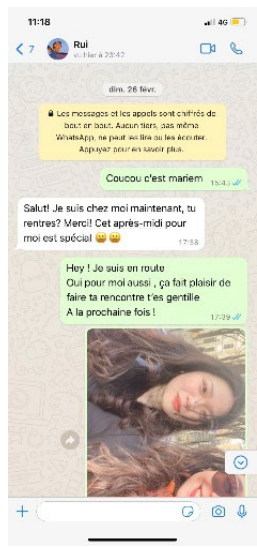 11:18
4G
7
Rui
vu hier à 23:42
dim. 26 févr.
Les messages et les appels sont chiffrés de
bout en bout. Aucun tiers, pas même
WhatsApp, ne peut les lire ou les écouter.
Appuyez pour en savoir plus.
Coucou c'est mariem
15:45
Salut! Je suis chez moi maintenant, tu
rentres? Merci! Cet après-midi pour
moi est spécial
17:38
Hey ! Je suis en route
Oui pour moi aussi , ça fait plaisir de
faire ta rencontre t'es gentille
A la prochaine fois !
17:39